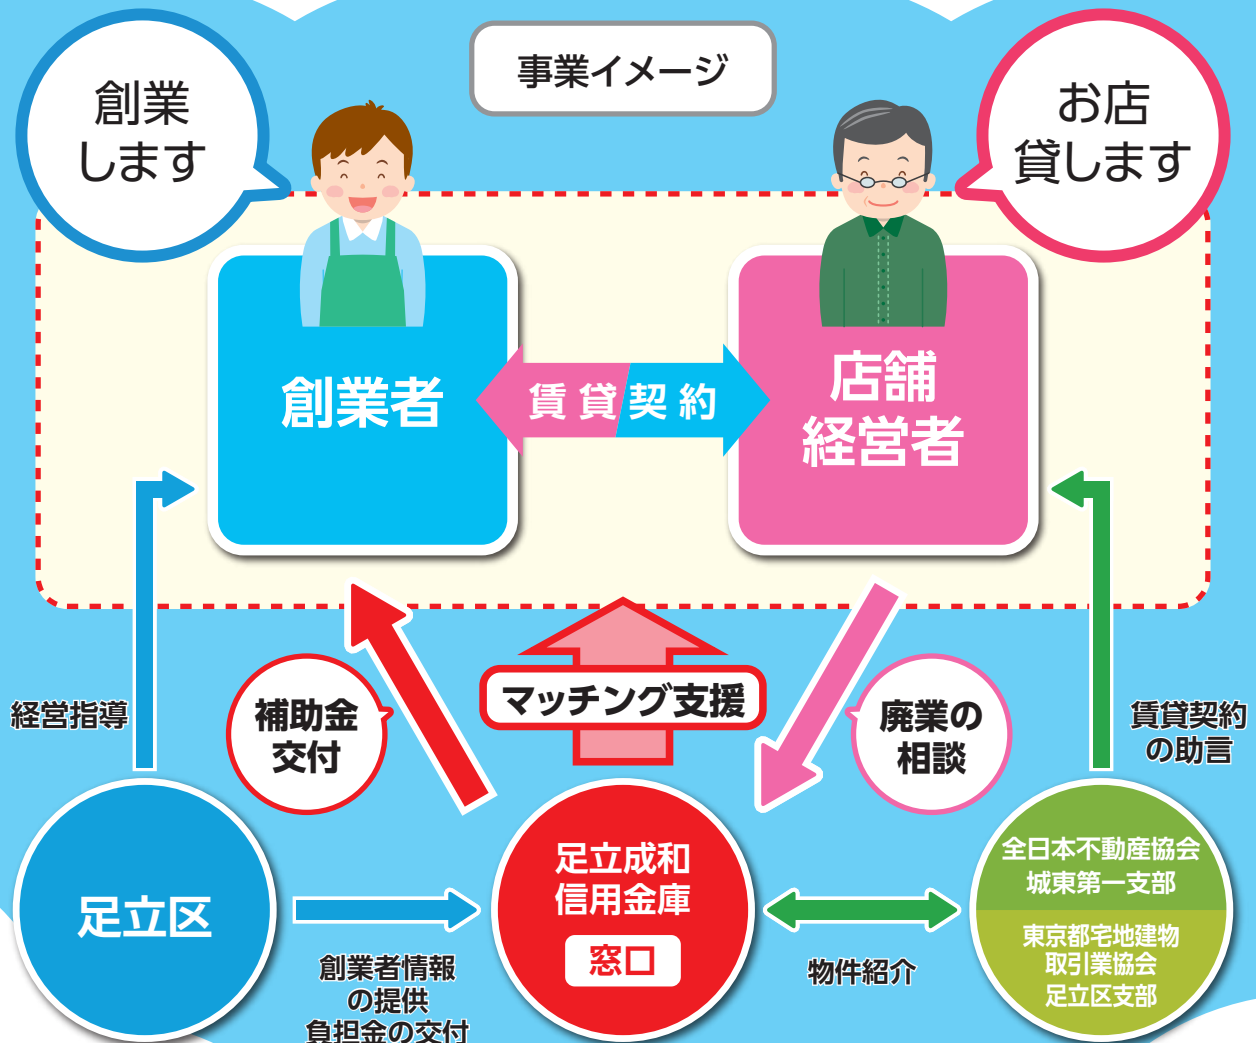 事業イメージ
創業
します
お店
貸します
創業者
賃貸契約
店舗
経営者
経営指導
補助金
交付
マッチング支援
廃業の
相談
賃貸契約
の助言
足立区
創業者情報
の提供
負担金の交付
足立成和
信用金庫
窓口
物件紹介
全日本不動産協会
城東第一支部
東京都宅地建物
取引業協会
足立区支部